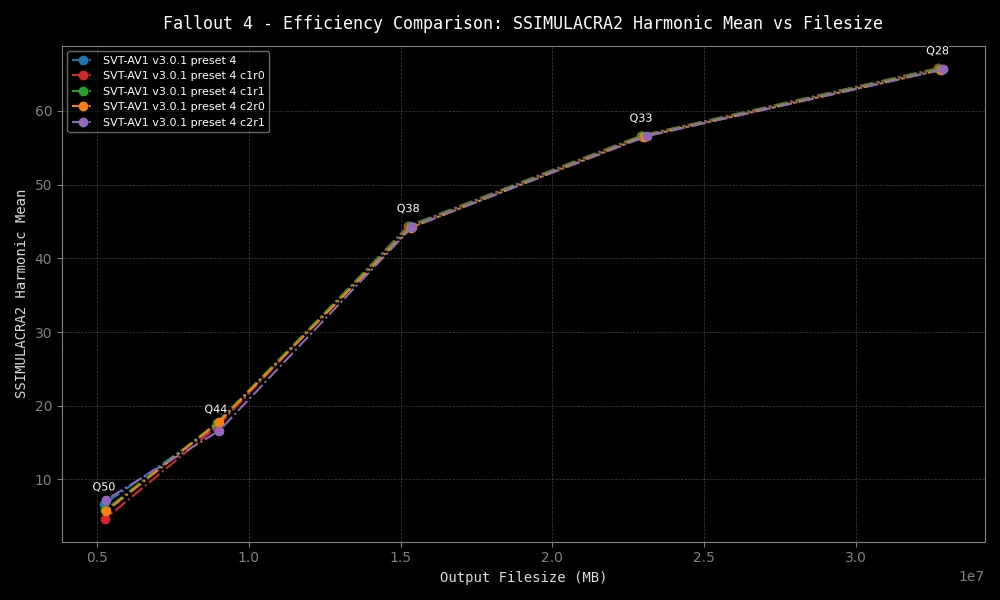 Fallout 4 - Efficiency Comparison: SSIMULACRA2 Harmonic Mean vs Filesize
SVT-AV1 v3.0.1 preset 4
SVT-AV1 v3.0.1 preset 4 c1r0
SVT-AV1 v3.0.1 preset 4 c1r1
SVT-AV1 v3.0.1 preset 4 c2r0
SVT-AV1 v3.0.1 preset 4 c2r1
Q28
Q33
Q38
Q44
Q50
SSIMULACRA2 Harmonic Mean
60
50
40
30
20
10
0.5 1.0 1.5 2.0 2.5 3.0
1e7
Output Filesize (MB)